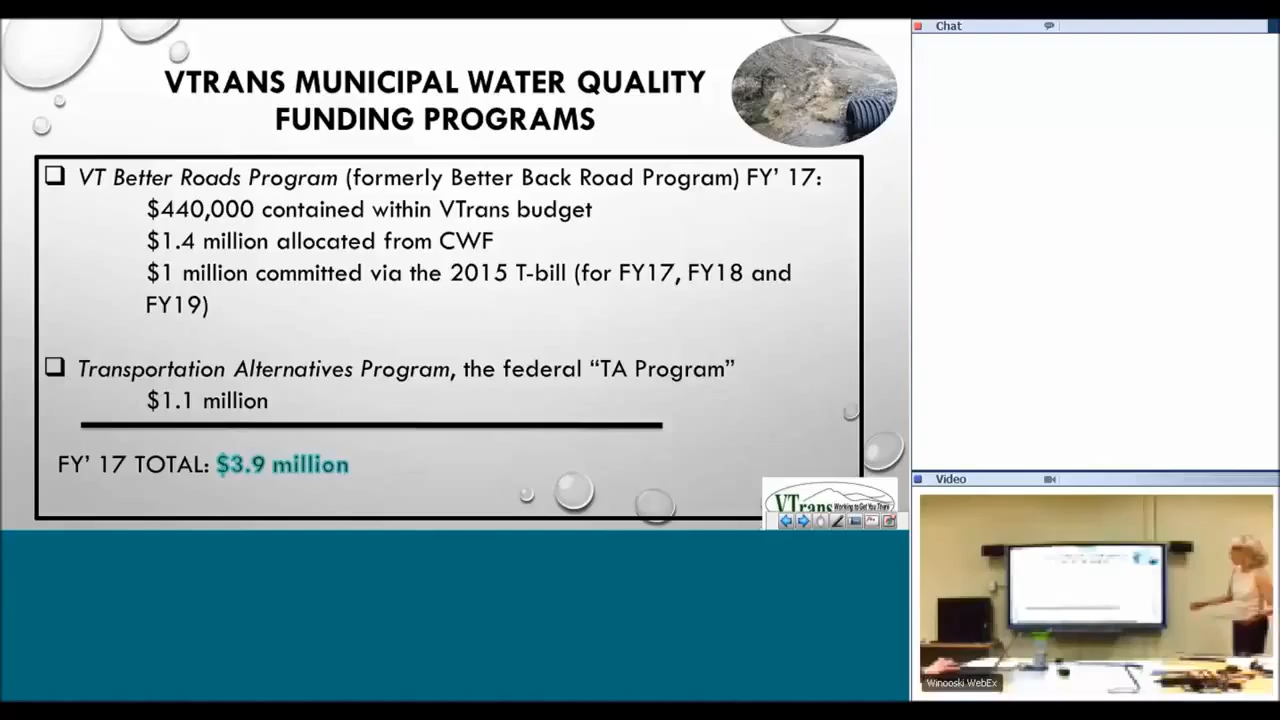 VTRANS MUNICIPAL WATER QUALITY
FUNDING PROGRAMS
VT Better Roads Program (formerly Better Back Road Program) FY’ 17:
$440,000 contained within VTrans budget
$1.4 million allocated from CWF
$1 million committed via the 2015 T-bill (for FY17, FY18 and
FY19)
Transportation Alternatives Program, the federal “TA Program”
$1.1 million
FY’ 17 TOTAL: $3.9 million
VTrans Working to Get You There
Chat
Video
Winooski WebEx